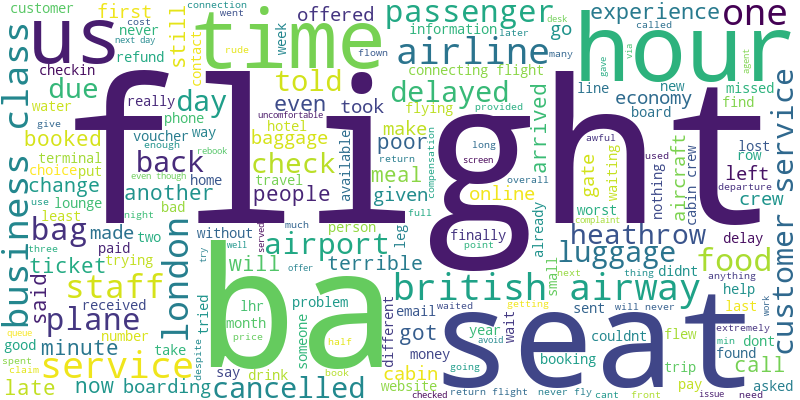 customer
connection
cost
went
next day
rude
first
never
refund
still
contact
week
offered
flown
passenger
information
later
desk
called
many
go
experience
one
us
time
airline
hour
checkin
due
really
day
told
even
took
delayed
connecting flight
flying
provided
line
economy
board
via
gave
agent
new
find
missed
business class
water
give
booked
phone
voucher
way
hotel
uncomfortable
enough
baggage
make
poor
arrived
gate
waiting
used
lost
row
terminal
choice
put
change
back
rebook
even though
home
travel
check
available
meal
return
compensation
long
screen
awful
overall
aircraft
nothing
cabin crew
departure
left
crew
customer service
flight
use
lounge
another
people
given
online
worst
least
bad
night
much
person
full
complaint
bag
made
two
without
served
leg
finally
point
already
heathrow
delay
ticket
paid
three
london
try
well
airport
will
offer
terrible
small
luggage
didnt
thing
anything
food
said
trying
received
staff
lhr
month
price
problem
someone
british airway
next
help
last
plane
number
tried
ba
email
different
waited
getting
sent
will never
work
queue
good
minute
take
despite
say
drink
half
got
wait
year
avoid
couldnt
flew
extremely
min
dont
found
spent
claim
service
money
going
seat
booking
trip
call
late
now
boarding
cancelled
book
website
cabin
checked
return flight
never fly
cant
front
pay
issue
need
asked